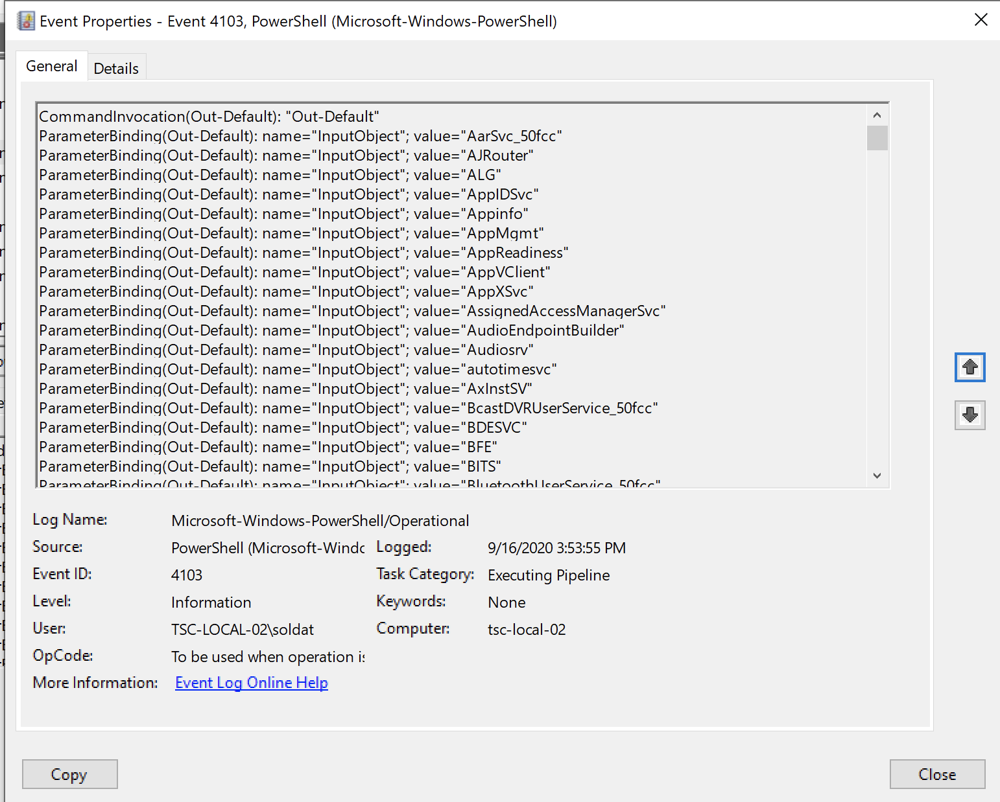 Event Properties - Event 4103, PowerShell (Microsoft-Windows-PowerShell)
General
Details
CommandInvocation(Out-Default): "Out-Default"
ParameterBinding(Out-Default): name="InputObject"; value="AarSvc_50fcc"
ParameterBinding(Out-Default): name="InputObject"; value="AJRouter"
ParameterBinding(Out-Default): name="InputObject"; value="ALG"
ParameterBinding(Out-Default): name="InputObject"; value="AppIDSvc"
ParameterBinding(Out-Default): name="InputObject"; value="Appinfo"
ParameterBinding(Out-Default): name="InputObject"; value="AppMgmt"
ParameterBinding(Out-Default): name="InputObject"; value="AppReadiness"
ParameterBinding(Out-Default): name="InputObject"; value="AppVClient"
ParameterBinding(Out-Default): name="InputObject"; value="AppXSvc"
ParameterBinding(Out-Default): name="InputObject"; value="AssignedAccessManagerSvc"
ParameterBinding(Out-Default): name="InputObject"; value="AudioEndpointBuilder"
ParameterBinding(Out-Default): name="InputObject"; value="Audiosrv"
ParameterBinding(Out-Default): name="InputObject"; value="autotimesvc"
ParameterBinding(Out-Default): name="InputObject"; value="AxInstSV"
ParameterBinding(Out-Default): name="InputObject"; value="BcastDVRUserService_50fcc"
ParameterBinding(Out-Default): name="InputObject"; value="BDESVC"
ParameterBinding(Out-Default): name="InputObject"; value="BFE"
ParameterBinding(Out-Default): name="InputObject"; value="BITS"
ParameterBinding(Out-Default): name="InputObject"; value="BluetoothUserService_50fcc"
Log Name: Microsoft-Windows-PowerShell/Operational
Source: PowerShell (Microsoft-Windo Logged: 9/16/2020 3:53:55 PM
Event ID: 4103 Task Category: Executing Pipeline
Level: Information Keywords: None
User: TSC-LOCAL-02\soldat Computer: tsc-local-02
OpCode: To be used when operation is
More Information: Event Log Online Help
Copy
Close